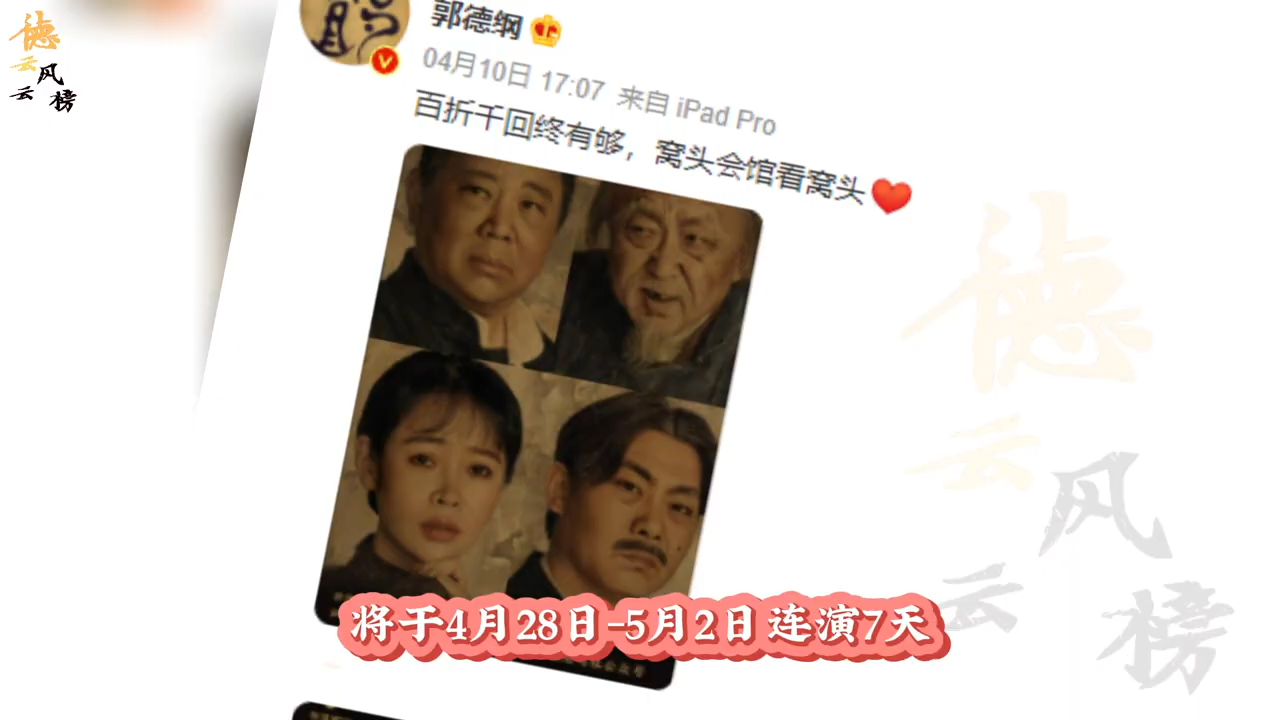 德
云风
云榜
郭德纲
04月10日 17:07 来自 iPad Pro
百折千回终有够，窝头会馆看窝头❤️
德
云风
云榜
将于4月28日-5月2日连演7天